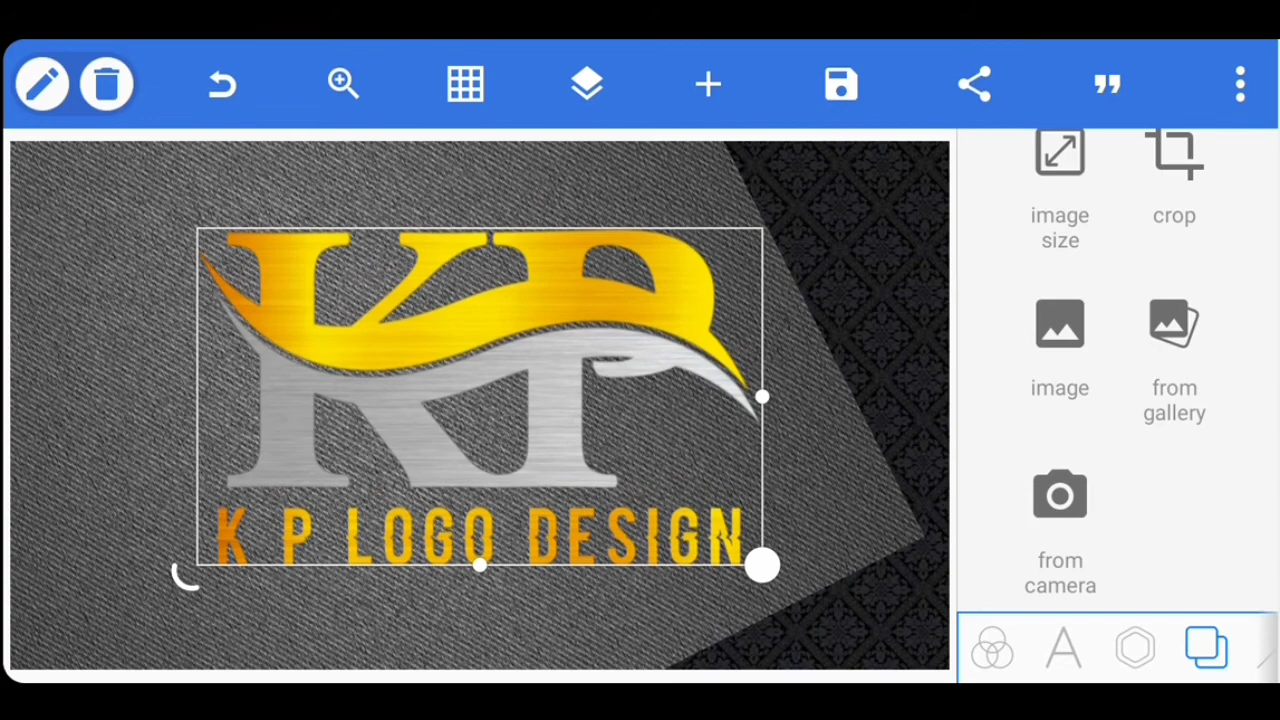 image
size
crop
KP
image
from
gallery
K P LOGO DESIGN
from
camera